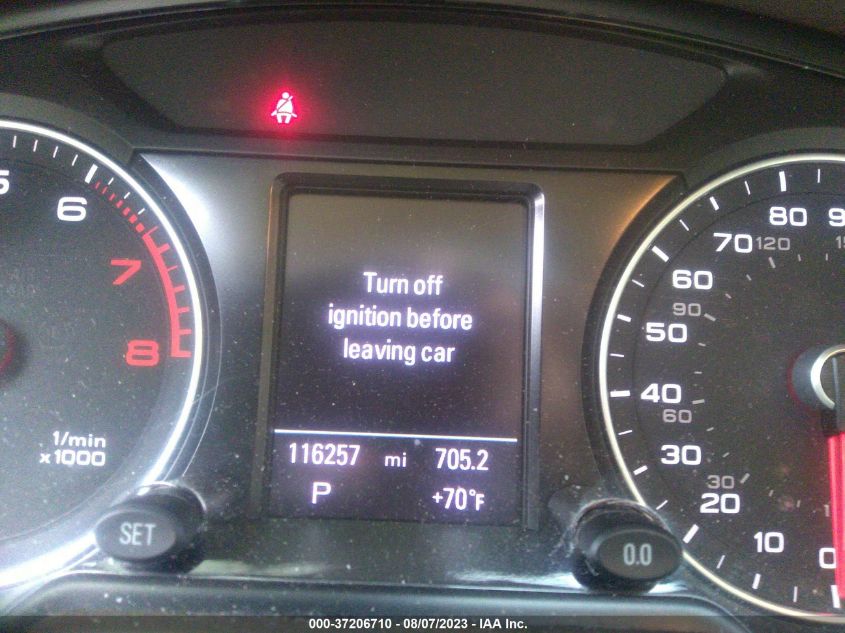 5
6
7
8
1/min
x1000
SET
Turn off
ignition before
leaving car
116257 mi 705.2
P +70°F
80
70 120
60
90
50
40
60
30
30
20
10
0
0.0
000-37206710 - 08/07/2023 - IAA Inc.